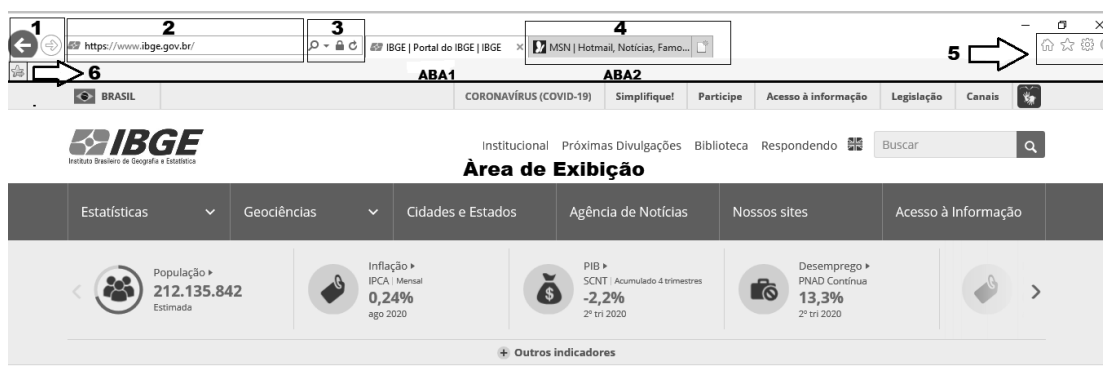 1 2 3 4
https://www.ibge.gov.br/
IBGE | Portal do IBGE | IBGE
MSN | Hotmail, Notícias, Famo...
5
6
ABA1 ABA2
BRASIL
CORONAVÍRUS (COVID-19) Simplifique! Participe Acesso à informação Legislação Canais
IBGE
Instituto Brasileiro de Geografia e Estatística
Institucional Próximas Divulgações Biblioteca Respondendo
Buscar
Àrea de Exibição
Estatísticas Geociências Cidades e Estados Agência de Notícias Nossos sites Acesso à Informação
População
212.135.842
Estimada
Inflação
IPCA | Mensal
0,24%
ago 2020
PIB
SCNT | Acumulado 4 trimestres
-2,2%
2º tri 2020
Desemprego
PNAD Contínua
13,3%
2º tri 2020
Outros indicadores